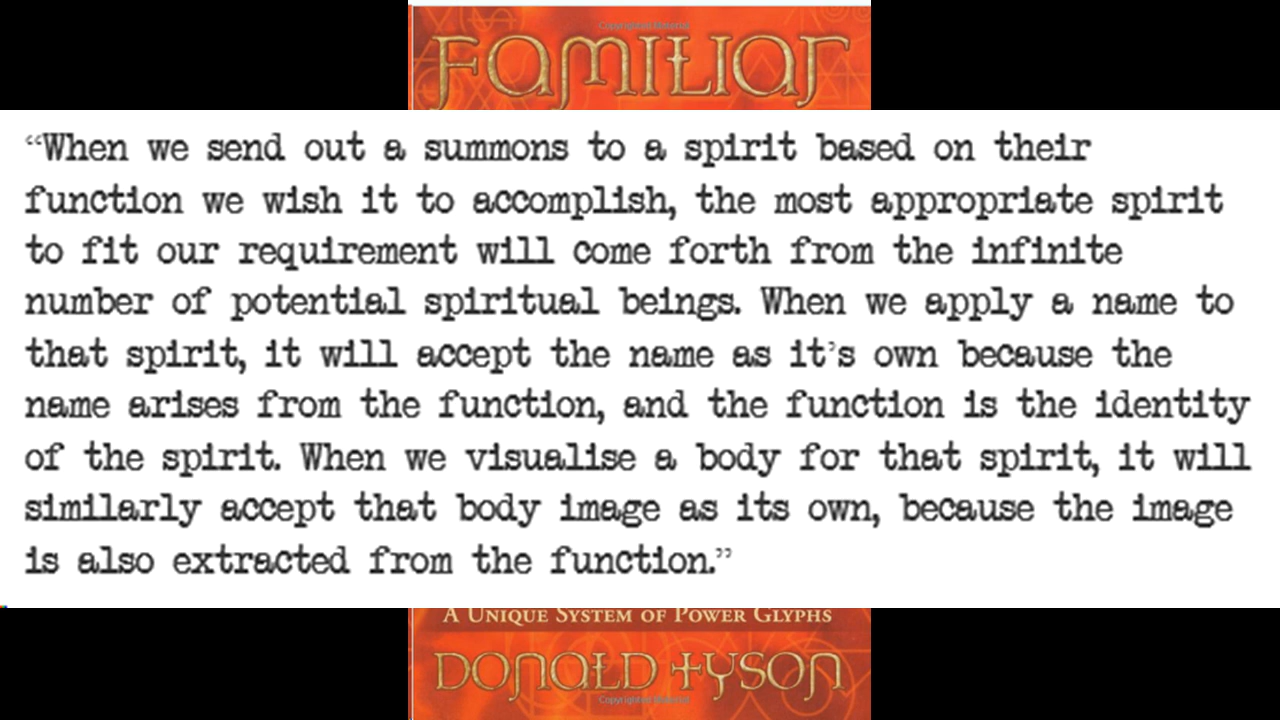 Copyrighted Material
FAMILIAR
“When we send out a summons to a spirit based on their
function we wish it to accomplish, the most appropriate spirit
to fit our requirement will come forth from the infinite
number of potential spiritual beings. When we apply a name to
that spirit, it will accept the name as it’s own because the
name arises from the function, and the function is the identity
of the spirit. When we visualise a body for that spirit, it will
similarly accept that body image as its own, because the image
is also extracted from the function.”
A UNIQUE SYSTEM OF POWER GLYPHS
DONALD TYSON
Copyrighted Material